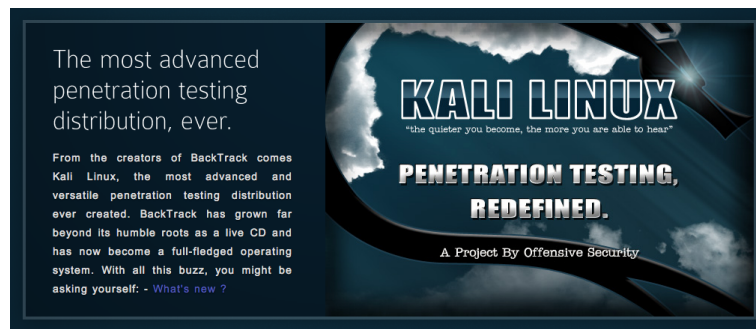 The most advanced
penetration testing
distribution, ever.
From the creators of BackTrack comes
Kali Linux, the most advanced and
versatile penetration testing distribution
ever created. BackTrack has grown far
beyond its humble roots as a live CD and
has now become a full-fledged operating
system. With all this buzz, you might be
asking yourself: - What's new ?
KALI LINUX
"the quieter you become, the more you are able to hear"
PENETRATION TESTING,
REDEFINED.
A Project By Offensive Security